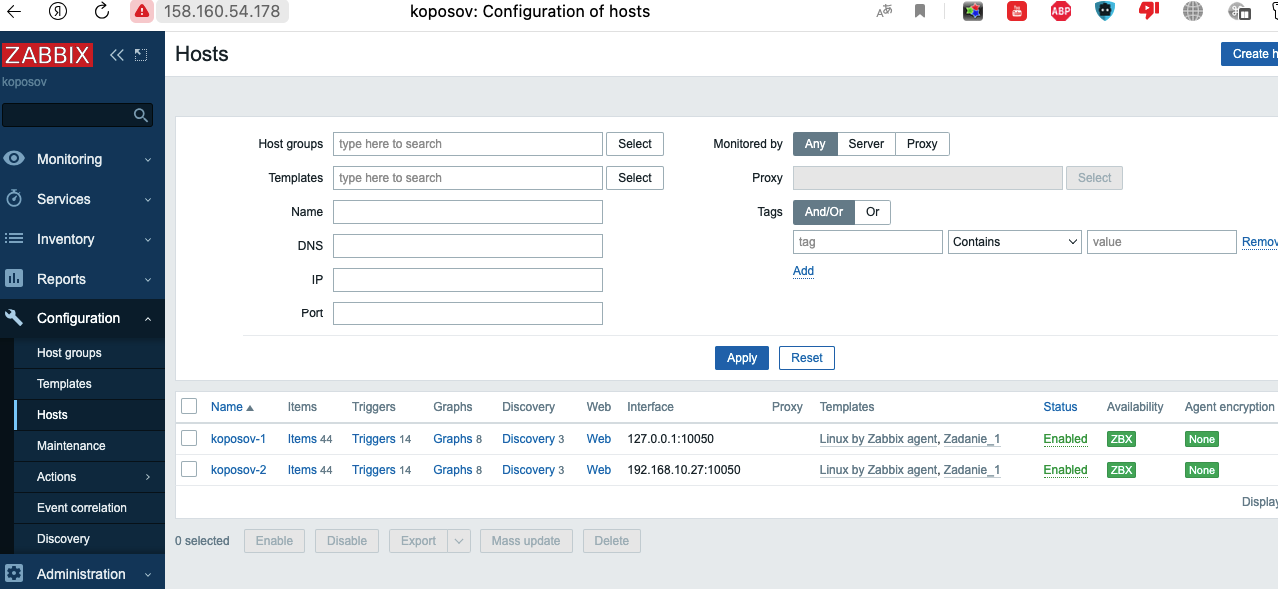 Я 158.160.54.178 koposov: Configuration of hosts ABP
ZABBIX
koposov
Monitoring
Services
Inventory
Reports
Configuration
Host groups
Templates
Hosts
Maintenance
Actions
Event correlation
Discovery
Administration
Hosts
Create h
Host groups type here to search Select
Templates type here to search Select
Name
DNS
IP
Port
Monitored by Any Server Proxy
Proxy Select
Tags And/Or Or
tag Contains value Remov
Add
Apply Reset
Name Items Triggers Graphs Discovery Web Interface Proxy Templates Status Availability Agent encryption
koposov-1 Items 44 Triggers 14 Graphs 8 Discovery 3 Web 127.0.0.1:10050 Linux by Zabbix agent, Zadanie_1 Enabled ZBX None
koposov-2 Items 44 Triggers 14 Graphs 8 Discovery 3 Web 192.168.10.27:10050 Linux by Zabbix agent, Zadanie_1 Enabled ZBX None
Display
0 selected Enable Disable Export Mass update Delete